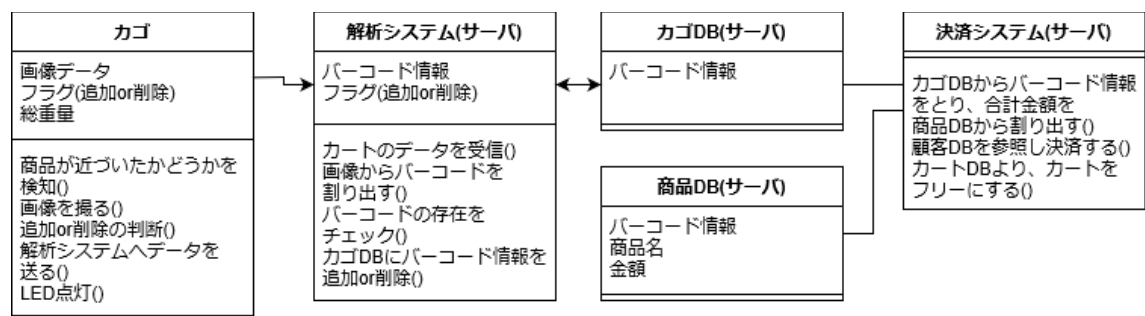 カゴ
画像データ
フラグ(追加or削除)
総重量
商品が近づいたかどうかを
検知()
画像を撮る()
追加or削除の判断()
解析システムへデータを
送る()
LED点灯()
解析システム(サーバ)
バーコード情報
フラグ(追加or削除)
カートのデータを受信()
画像からバーコードを
割り出す()
バーコードの存在を
チェック()
カゴDBにバーコード情報を
追加or削除()
カゴDB(サーバ)
バーコード情報
商品DB(サーバ)
バーコード情報
商品名
金額
決済システム(サーバ)
カゴDBからバーコード情報
をとり、合計金額を
商品DBから割り出す()
顧客DBを参照し決済する()
カートDBより、カートを
フリーにする()